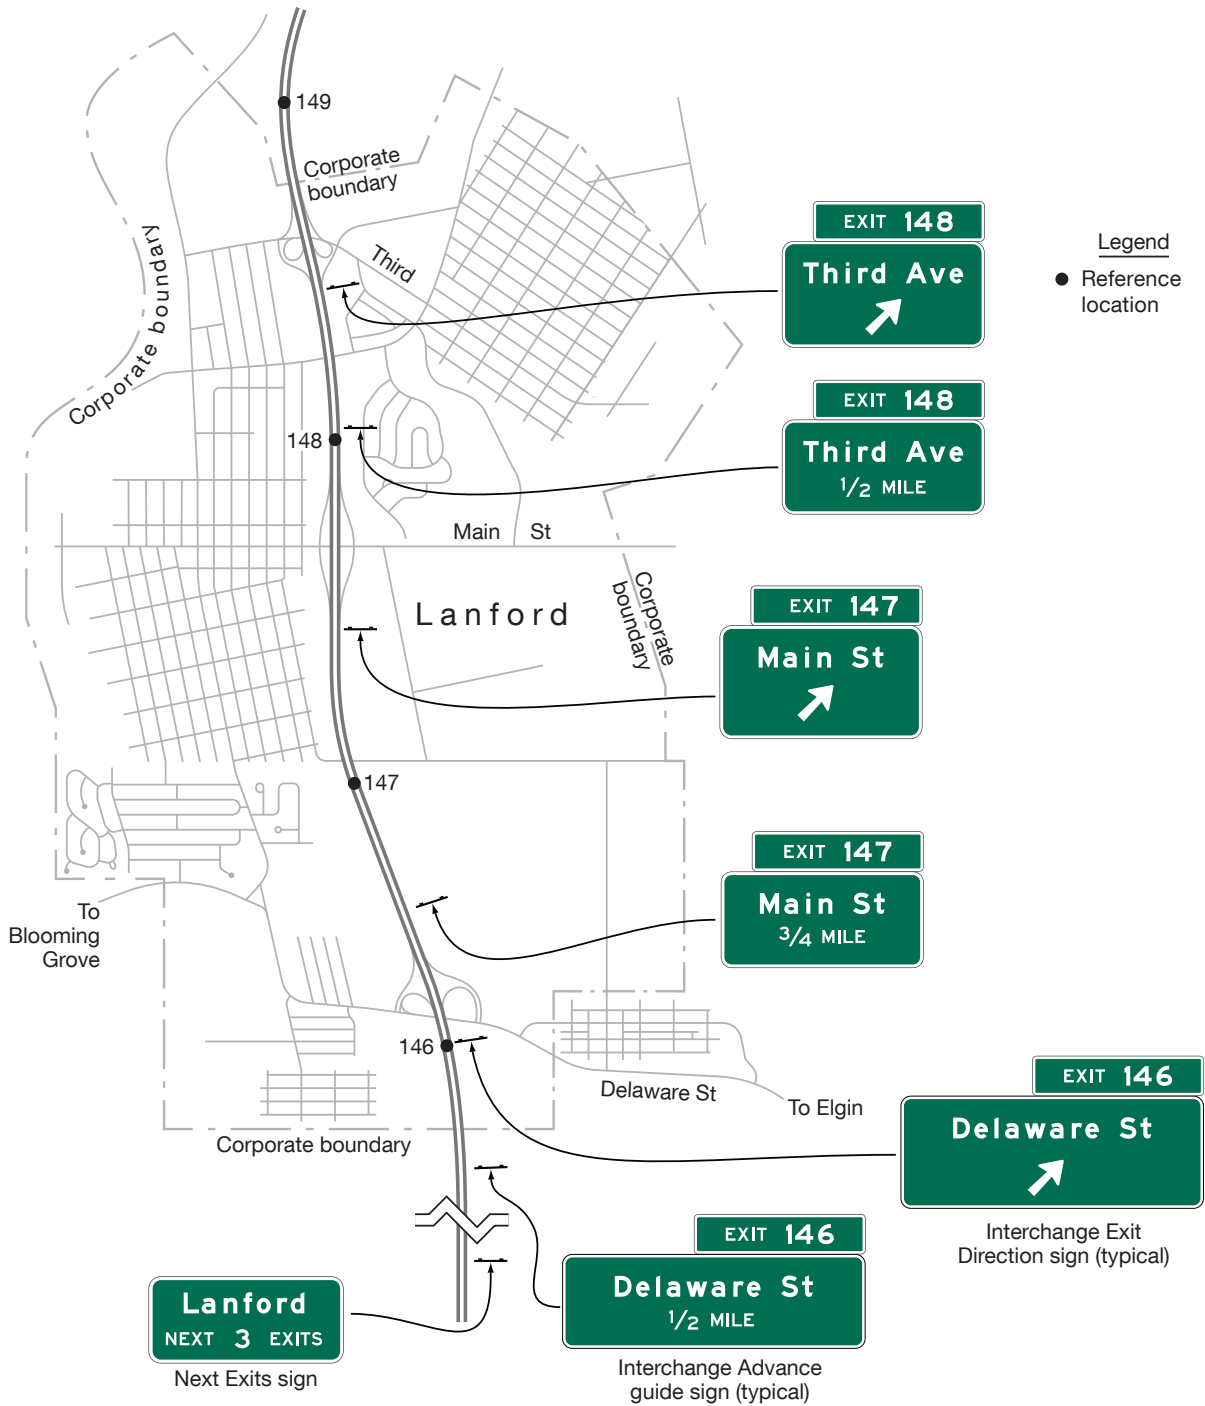 149
Corporate
boundary
Corporate boundary
Third
EXIT 148
Third Ave
Legend
Reference
location
EXIT 148
Third Ave
1/2 MILE
148
Main St
Lanford
Corporate
boundary
EXIT 147
Main St
147
EXIT 147
Main St
3/4 MILE
To
Blooming
Grove
146
Delaware St
To Elgin
EXIT 146
Delaware St
Interchange Exit
Direction sign (typical)
Corporate boundary
EXIT 146
Delaware St
1/2 MILE
Interchange Advance
guide sign (typical)
Lanford
NEXT 3 EXITS
Next Exits sign